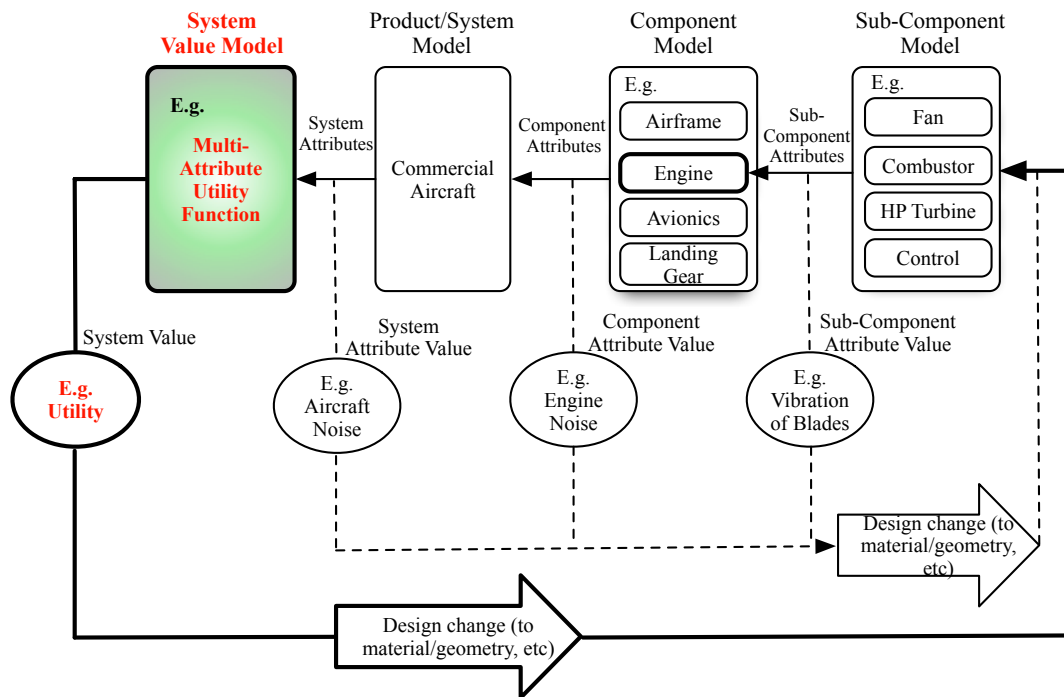 System
Value Model
Product/System
Model
Component
Model
Sub-Component
Model
E.g.
Multi-
Attribute
Utility
Function
System
Attributes
Commercial
Aircraft
Component
Attributes
E.g.
Airframe
Engine
Avionics
Landing
Gear
Sub-
Component
Attributes
E.g.
Fan
Combustor
HP Turbine
Control
System Value
E.g.
Utility
System
Attribute Value
E.g.
Aircraft
Noise
Component
Attribute Value
E.g.
Engine
Noise
Sub-Component
Attribute Value
E.g.
Vibration
of Blades
Design change (to
material/geometry,
etc)
Design change (to
material/geometry, etc)